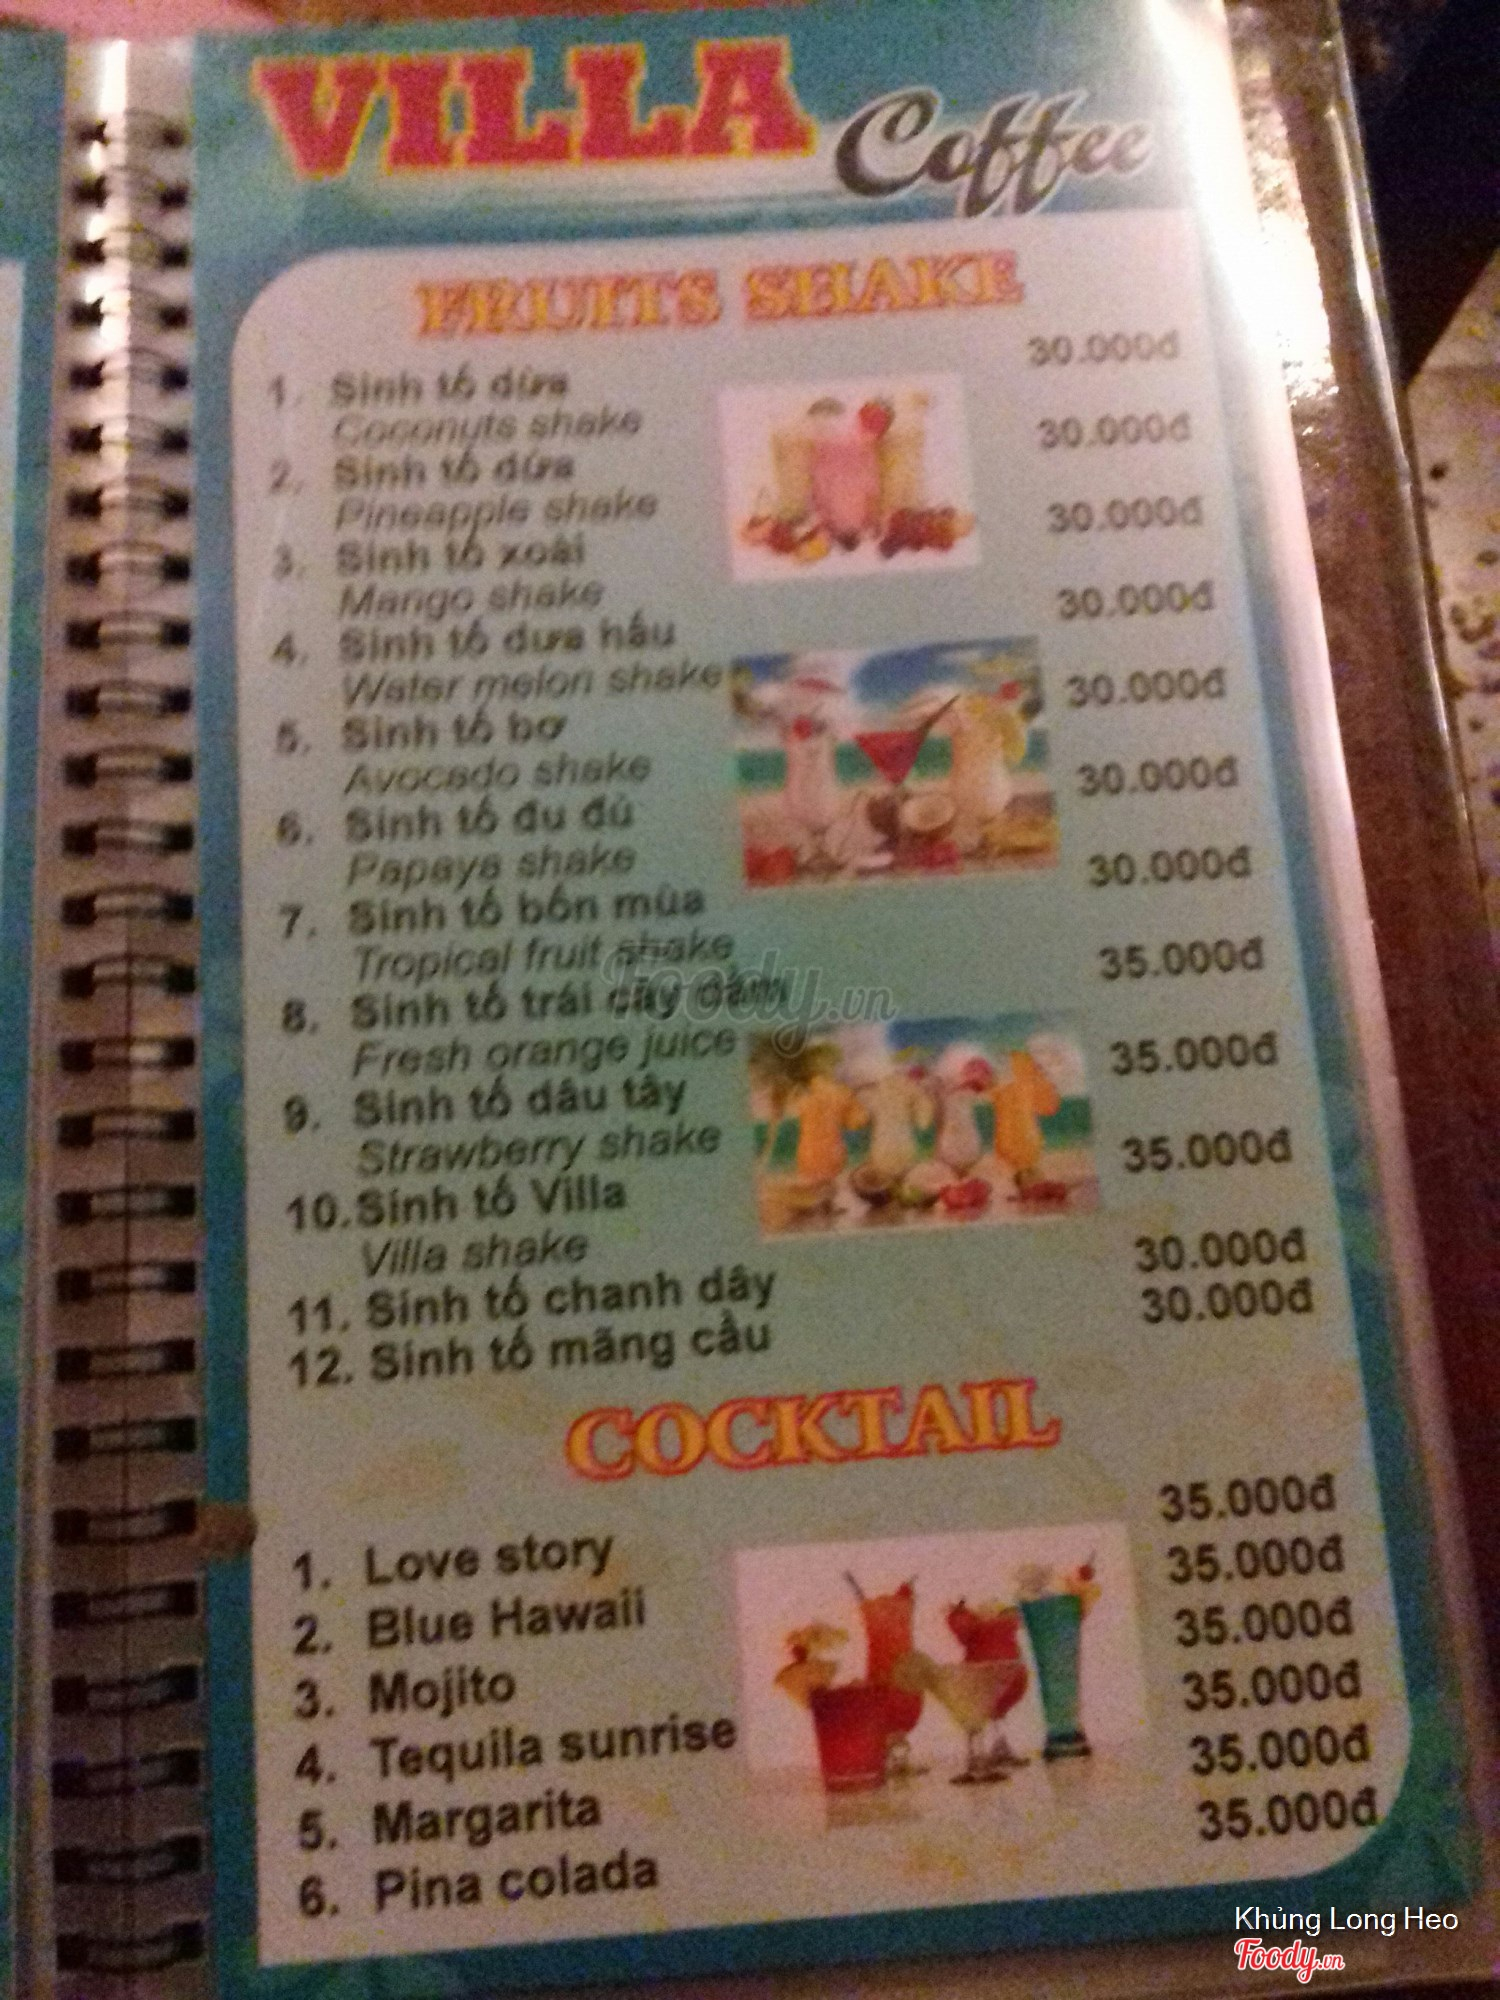 VILLA Coffee
FRUITS SHAKE
1. Sinh tố dừa 30.000đ
Coconuts shake
2. Sinh tố dứa 30.000đ
Pineapple shake
3. Sinh tố xoài 30.000đ
Mango shake
4. Sinh tố dưa hấu 30.000đ
Water melon shake
5. Sinh tố bơ 30.000đ
Avocado shake
6. Sinh tố đu đủ 30.000đ
Papaya shake
7. Sinh tố bốn mùa 30.000đ
Tropical fruit shake
8. Sinh tố trái cây dầm 35.000đ
Fresh orange juice
9. Sinh tố dâu tây 35.000đ
Strawberry shake
10. Sinh tố Villa 35.000đ
Villa shake
11. Sinh tố chanh dây 30.000đ
12. Sinh tố mãng cầu 30.000đ
Foody.vn
COCKTAIL
1. Love story 35.000đ
2. Blue Hawaii 35.000đ
3. Mojito 35.000đ
4. Tequila sunrise 35.000đ
5. Margarita 35.000đ
6. Pina colada 35.000đ
Khủng Long Heo
Foody.vn